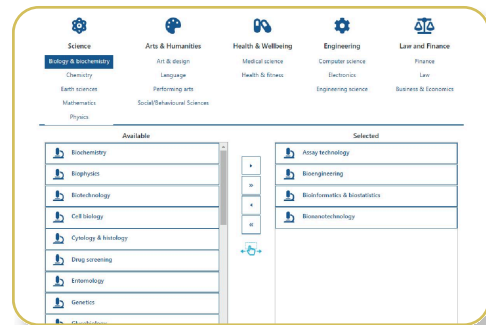 Science
Arts & Humanities
Health & Wellbeing
Engineering
Law and Finance
Biology & biochemistry
Art & design
Medical science
Computer science
Finance
Chemistry
Language
Health & fitness
Electronics
Law
Earth sciences
Performing arts
Engineering science
Business & Economics
Mathematics
Social/Behavioural Sciences
Physics
Available
Selected
Biochemistry
Assay technology
Biophysics
Bioengineering
Biotechnology
Bioinformatics & biostatistics
Cell biology
Bionanotechnology
Cytology & histology
Drug screening
Entomology
Genetics